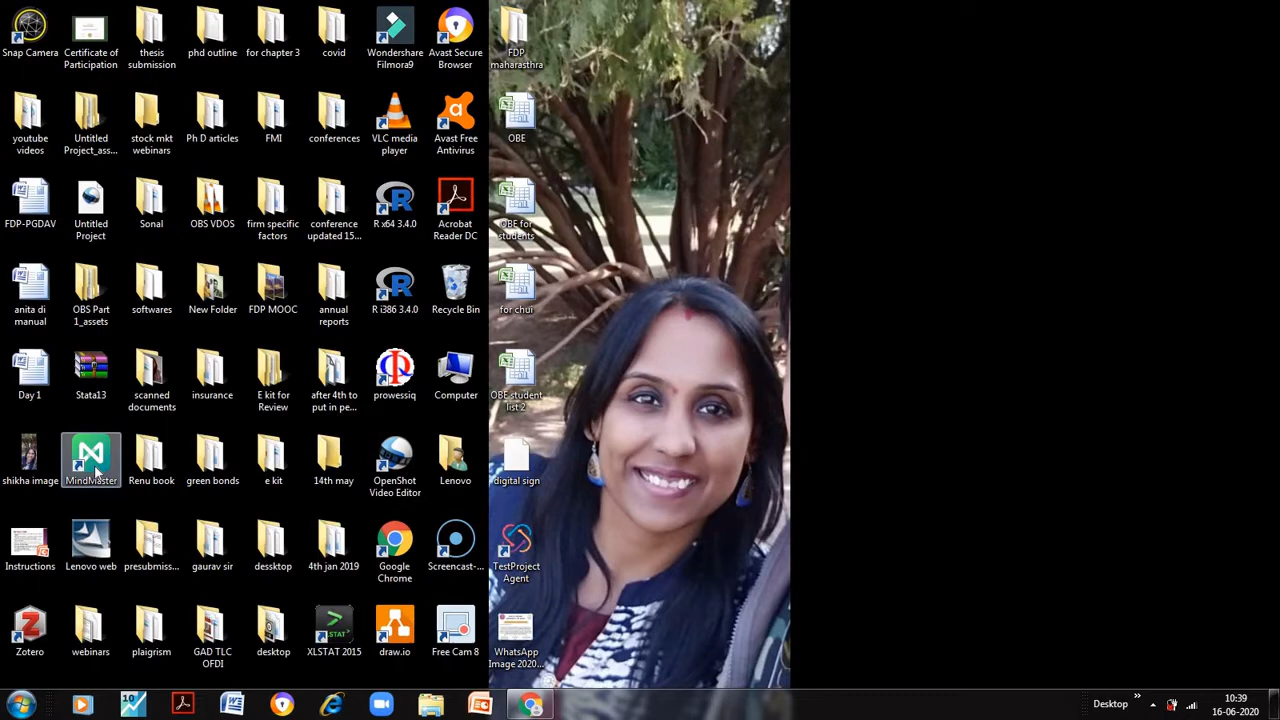 Snap Camera
Certificate of
Participation
thesis
submission
phd outline
for chapter 3
covid
Wondershare
Filmora9
Avast Secure
Browser
FDP
maharasthra
youtube
videos
Untitled
Project_ass...
stock mkt
webinars
Ph D articles
FMI
conferences
VLC media
player
Avast Free
Antivirus
OBE
FDP-PGDAV
Untitled
Project
Sonal
OBS VDOS
firm specific
factors
conference
updated 15...
R x64 3.4.0
Acrobat
Reader DC
OBE for
students
anita di
manual
OBS Part
1_assets
softwares
New Folder
FDP MOOC
annual
reports
R i386 3.4.0
Recycle Bin
for chui
Day 1
Stata13
scanned
documents
insurance
E kit for
Review
after 4th to
put in pe...
prowessiq
Computer
OBE student
list 2
shikha image
MindMaster
Renu book
green bonds
e kit
14th may
OpenShot
Video Editor
Lenovo
digital sign
Instructions
Lenovo web
presubmiss...
gaurav sir
dessktop
4th jan 2019
Google
Chrome
Screencast-...
TestProject
Agent
Zotero
webinars
plaigrism
GAD TLC
OFDI
desktop
XLSTAT
XLSTAT 2015
draw.io
Free Cam 8
WhatsApp
Image 2020...
10
Desktop
10:39
16-06-2020